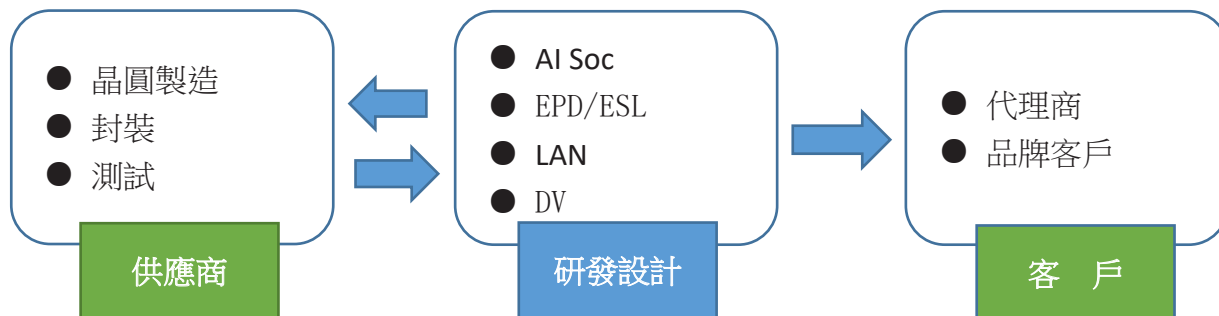 ● 晶圓製造
● 封裝
● 測試
供應商
● AI Soc
● EPD/ESL
● LAN
● DV
研發設計
● 代理商
● 品牌客戶
客 戶